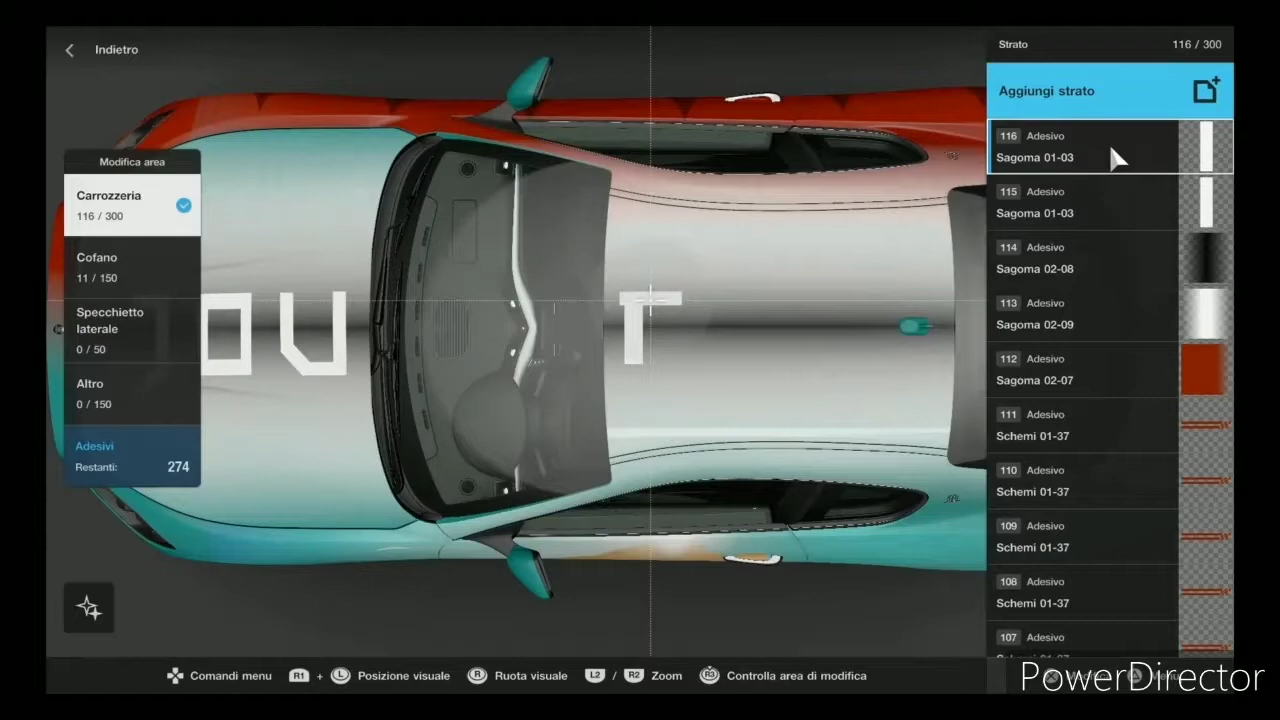 Indietro
Modifica area
Carrozzeria
116 / 300
Cofano
11 / 150
Specchietto
laterale
0 / 50
Altro
0 / 150
Adesivi
Restanti: 274
OU
T
Strato 116 / 300
Aggiungi strato
116 Adesivo
Sagoma 01-03
115 Adesivo
Sagoma 01-03
114 Adesivo
Sagoma 02-08
113 Adesivo
Sagoma 02-09
112 Adesivo
Sagoma 02-07
111 Adesivo
Schemi 01-37
110 Adesivo
Schemi 01-37
109 Adesivo
Schemi 01-37
108 Adesivo
Schemi 01-37
107 Adesivo
Comandi menu R1 + L Posizione visuale R Ruota visuale L2 / R2 Zoom R3 Controlla area di modifica
PowerDirector